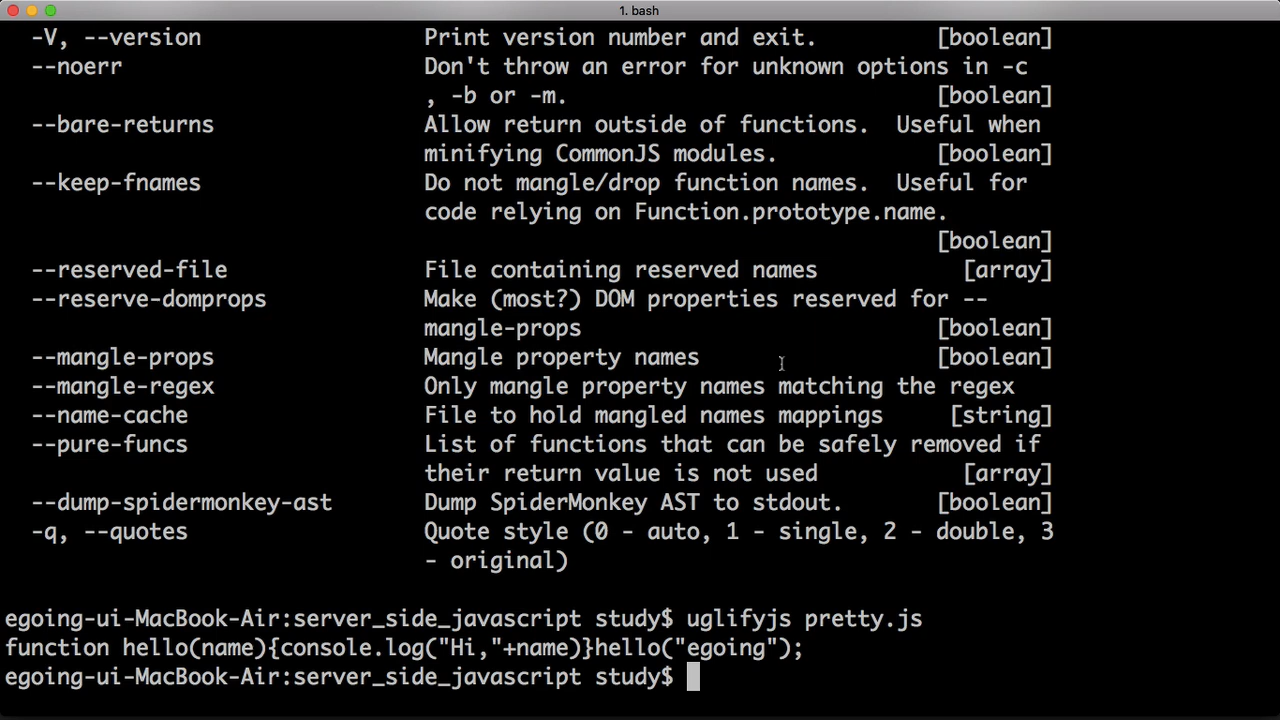 1. bash
-V, --version Print version number and exit. [boolean]
--noerr Don't throw an error for unknown options in -c
, -b or -m. [boolean]
--bare-returns Allow return outside of functions.  Useful when
minifying CommonJS modules. [boolean]
--keep-fnames Do not mangle/drop function names.  Useful for
code relying on Function.prototype.name.
[boolean]
--reserved-file File containing reserved names [array]
--reserve-domprops Make (most?) DOM properties reserved for --
mangle-props [boolean]
--mangle-props Mangle property names [boolean]
--mangle-regex Only mangle property names matching the regex
--name-cache File to hold mangled names mappings [string]
--pure-funcs List of functions that can be safely removed if
their return value is not used [array]
--dump-spidermonkey-ast Dump SpiderMonkey AST to stdout. [boolean]
-q, --quotes Quote style (0 - auto, 1 - single, 2 - double, 3
- original)
egoing-ui-MacBook-Air:server_side_javascript study$ uglifyjs pretty.js
function hello(name){console.log("Hi,"+name)}hello("egoing");
egoing-ui-MacBook-Air:server_side_javascript study$